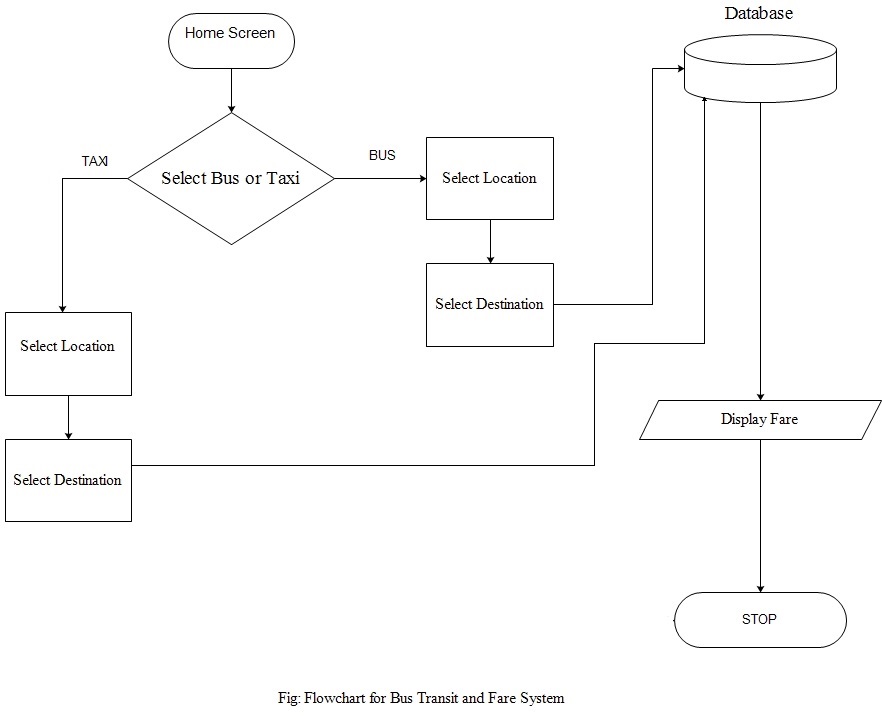 Database
Home Screen
TAXI
Select Bus or Taxi
BUS
Select Location
Select Destination
Select Location
Select Destination
Display Fare
STOP
Fig: Flowchart for Bus Transit and Fare System